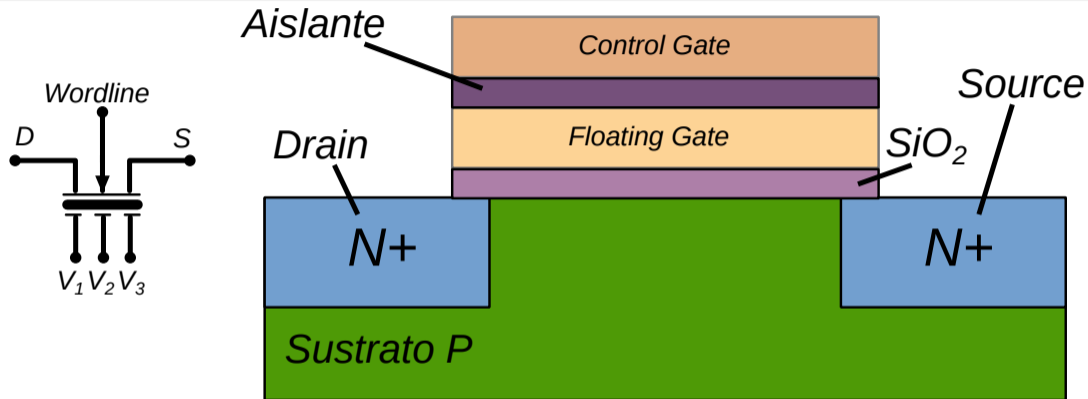 Aislante
Control Gate
Wordline
Source
D
S
Drain
Floating Gate
SiO₂
N+
N+
V₁ V₂ V₃
Sustrato P